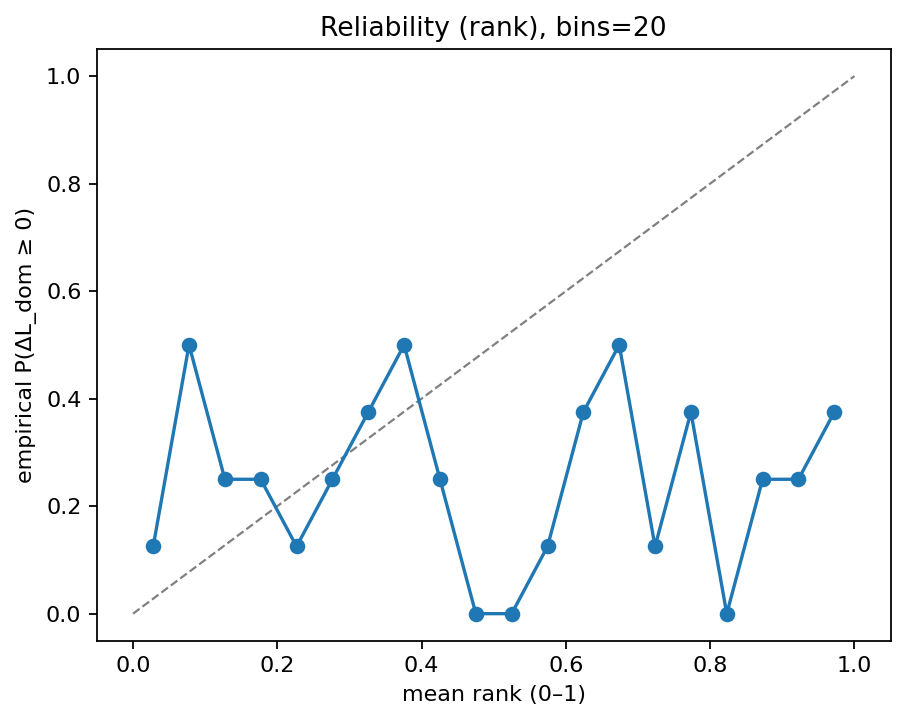 Reliability (rank), bins=20
1.0
0.8
0.6
0.4
0.2
0.0
empirical P(ΔL_dom ≥ 0)
0.0 0.2 0.4 0.6 0.8 1.0
mean rank (0–1)